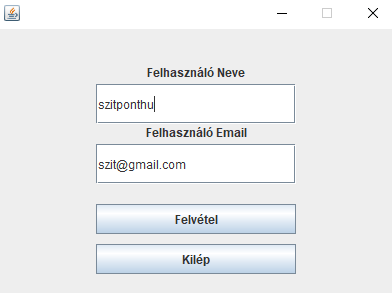 Felhasználó Neve
szitponthu
Felhasználó Email
szit@gmail.com
Felvétel
Kilép